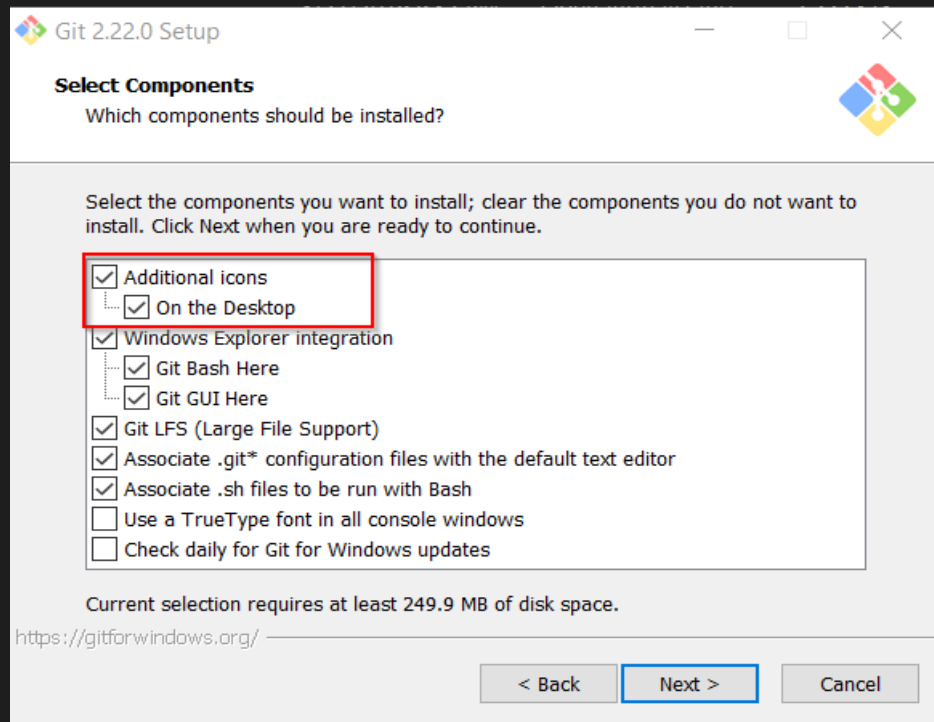 Git 2.22.0 Setup
Select Components
Which components should be installed?
Select the components you want to install; clear the components you do not want to
install. Click Next when you are ready to continue.
Additional icons
On the Desktop
Windows Explorer integration
Git Bash Here
Git GUI Here
Git LFS (Large File Support)
Associate .git* configuration files with the default text editor
Associate .sh files to be run with Bash
Use a TrueType font in all console windows
Check daily for Git for Windows updates
Current selection requires at least 249.9 MB of disk space.
https://gitforwindows.org/
< Back Next > Cancel